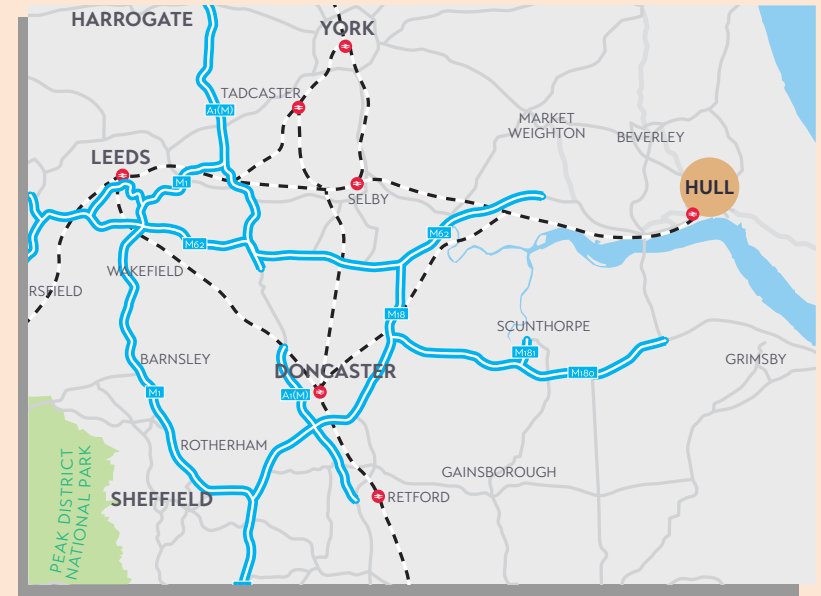 HARROGATE
YORK
TADCASTER
A1(M)
MARKET
WEIGHTON
BEVERLEY
LEEDS
M1
HULL
SELBY
M62
M62
WAKEFIELD
RSFIELD
M18
SCUNTHORPE
M181
BARNSLEY
DONCASTER
GRIMSBY
M180
M1
A1(M)
ROTHERHAM
GAINSBOROUGH
SHEFFIELD
RETFORD
PEAK DISTRICT
NATIONAL PARK